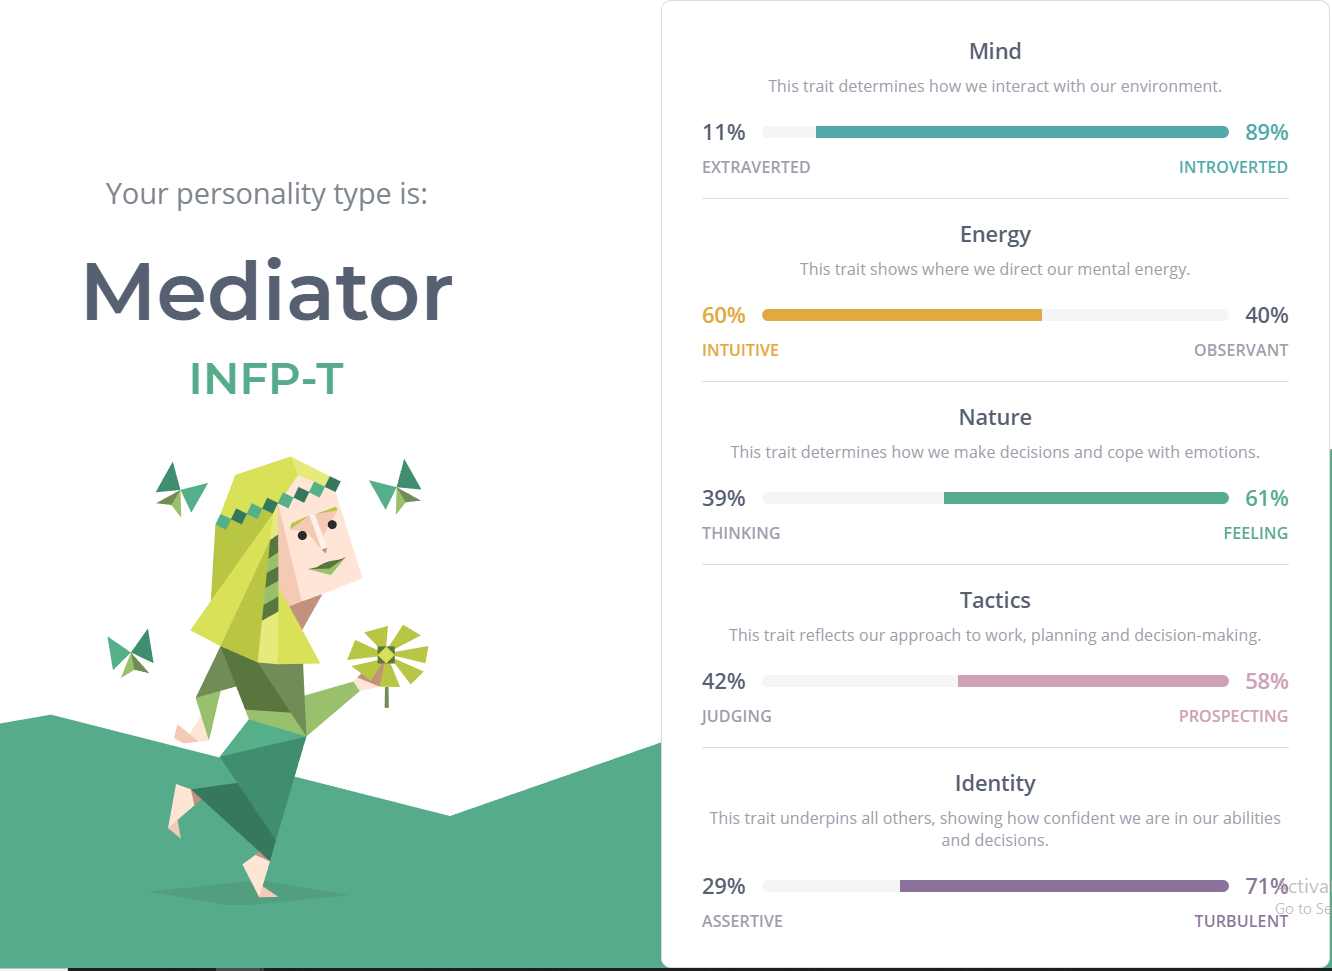 Your personality type is:
Mediator
INFP-T
Mind
This trait determines how we interact with our environment.
11% 89%
EXTRAVERTED INTROVERTED
Energy
This trait shows where we direct our mental energy.
60% 40%
INTUITIVE OBSERVANT
Nature
This trait determines how we make decisions and cope with emotions.
39% 61%
THINKING FEELING
Tactics
This trait reflects our approach to work, planning and decision-making.
42% 58%
JUDGING PROSPECTING
Identity
This trait underpins all others, showing how confident we are in our abilities
and decisions.
29% 71%
ASSERTIVE TURBULENT
Go to